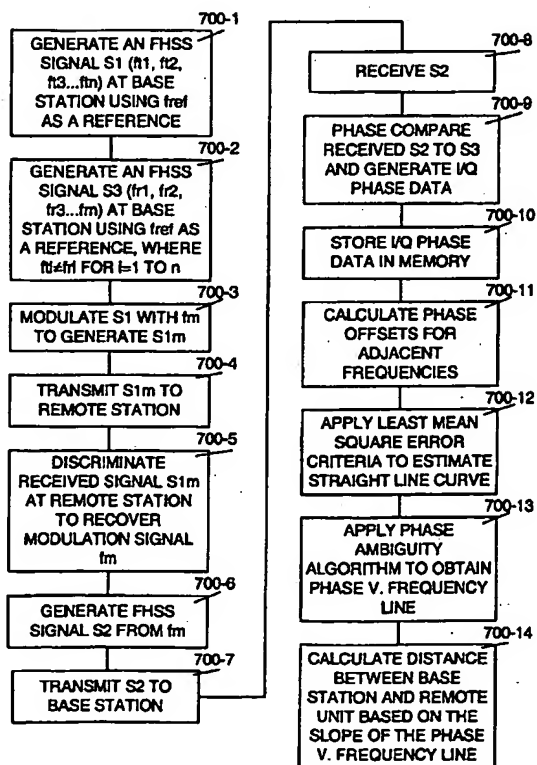 700-1
GENERATE AN FHSS
SIGNAL S1 (ft1, ft2,
ft3...ftn) AT BASE
STATION USING fref
AS A REFERENCE
700-2
GENERATE AN FHSS
SIGNAL S3 (fr1, fr2,
fr3...frn) AT BASE
STATION USING fref AS
A REFERENCE, WHERE
fti≠fri FOR i=1 TO n
700-3
MODULATE S1 WITH fm
TO GENERATE S1m
700-4
TRANSMIT S1m TO
REMOTE STATION
700-5
DISCRIMINATE
RECEIVED SIGNAL S1m
AT REMOTE STATION
TO RECOVER
MODULATION SIGNAL
fm
700-6
GENERATE FHSS
SIGNAL S2 FROM fm
700-7
TRANSMIT S2 TO
BASE STATION
700-8
RECEIVE S2
700-9
PHASE COMPARE
RECEIVED S2 TO S3
AND GENERATE I/Q
PHASE DATA
700-10
STORE I/Q PHASE
DATA IN MEMORY
700-11
CALCULATE PHASE
OFFSETS FOR
ADJACENT
FREQUENCIES
700-12
APPLY LEAST MEAN
SQUARE ERROR
CRITERIA TO ESTIMATE
STRAIGHT LINE CURVE
700-13
APPLY PHASE
AMBIGUITY
ALGORITHM TO OBTAIN
PHASE V. FREQUENCY
LINE
700-14
CALCULATE DISTANCE
BETWEEN BASE
STATION AND REMOTE
UNIT BASED ON THE
SLOPE OF THE PHASE
V. FREQUENCY LINE